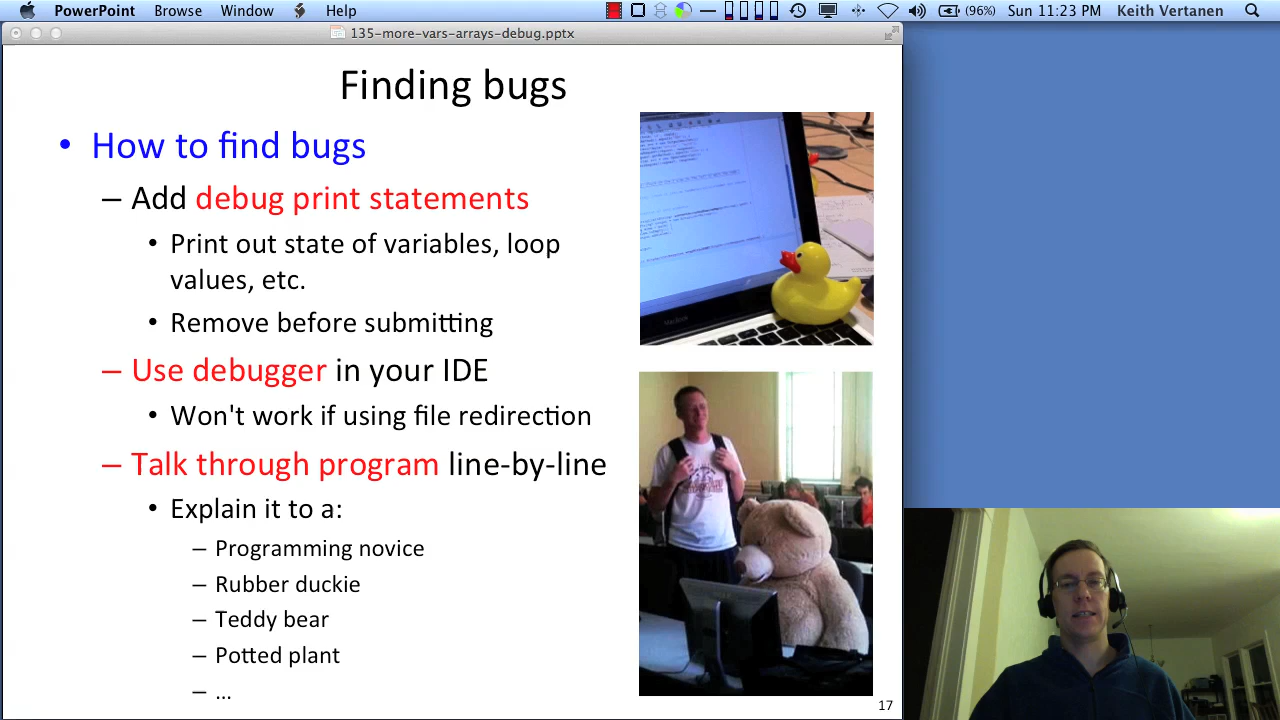 PowerPoint Browse Window Help (96%) Sun 11:23 PM Keith Vertanen
135-more-vars-arrays-debug.pptx
Finding bugs
• How to find bugs
– Add debug print statements
• Print out state of variables, loop
values, etc.
• Remove before submitting
– Use debugger in your IDE
• Won't work if using file redirection
– Talk through program line-by-line
• Explain it to a:
– Programming novice
– Rubber duckie
– Teddy bear
– Potted plant
– ...
17